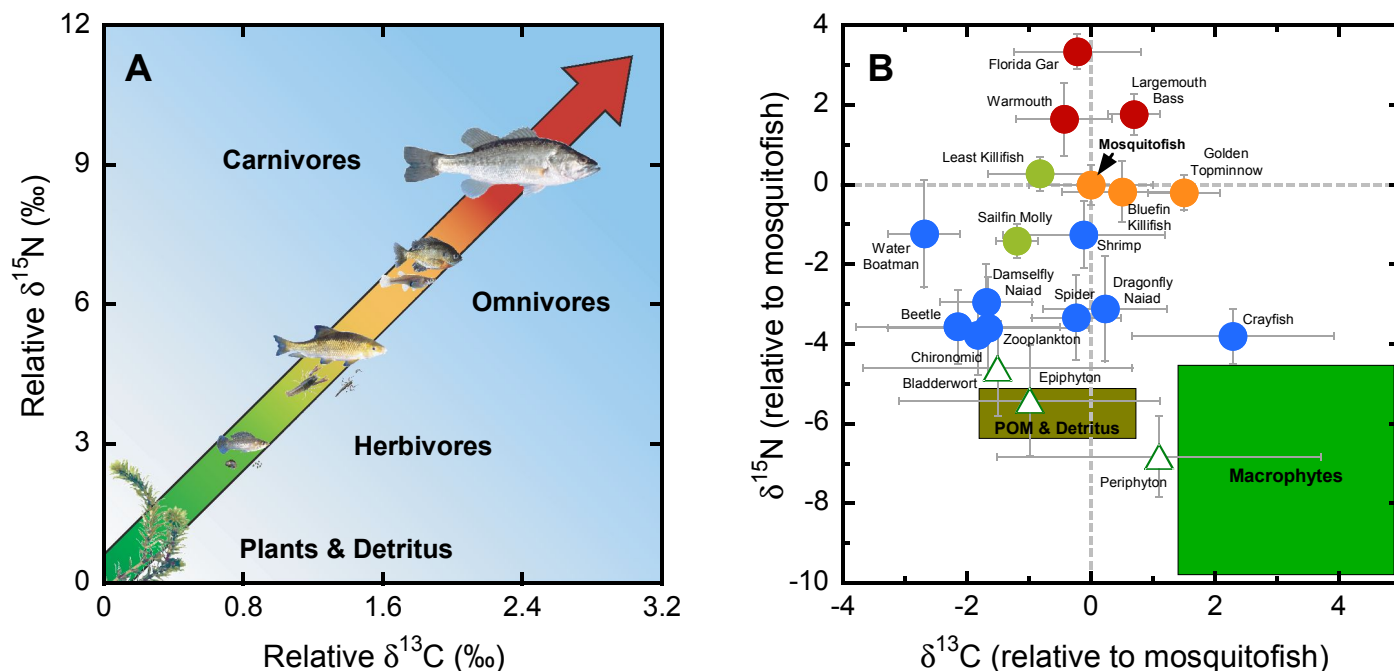 A
12
9
6
3
0
0
0.8
1.6
2.4
3.2
Relative δ15N (‰)
Relative δ13C (‰)
Carnivores
Omnivores
Herbivores
Plants & Detritus
B
4
2
0
-2
-4
-6
-8
-10
-4
-2
0
2
4
δ15N (relative to mosquitofish)
δ13C (relative to mosquitofish)
Florida Gar
Largemouth
Bass
Warmouth
Mosquitofish
Least Killifish
Golden
Topminnow
Bluefin
Killifish
Sailfin Molly
Shrimp
Water
Boatman
Damselfly
Naiad
Spider
Dragonfly
Naiad
Beetle
Crayfish
Zooplankton
Chironomid
Bladderwort
Epiphyton
POM & Detritus
Periphyton
Macrophytes